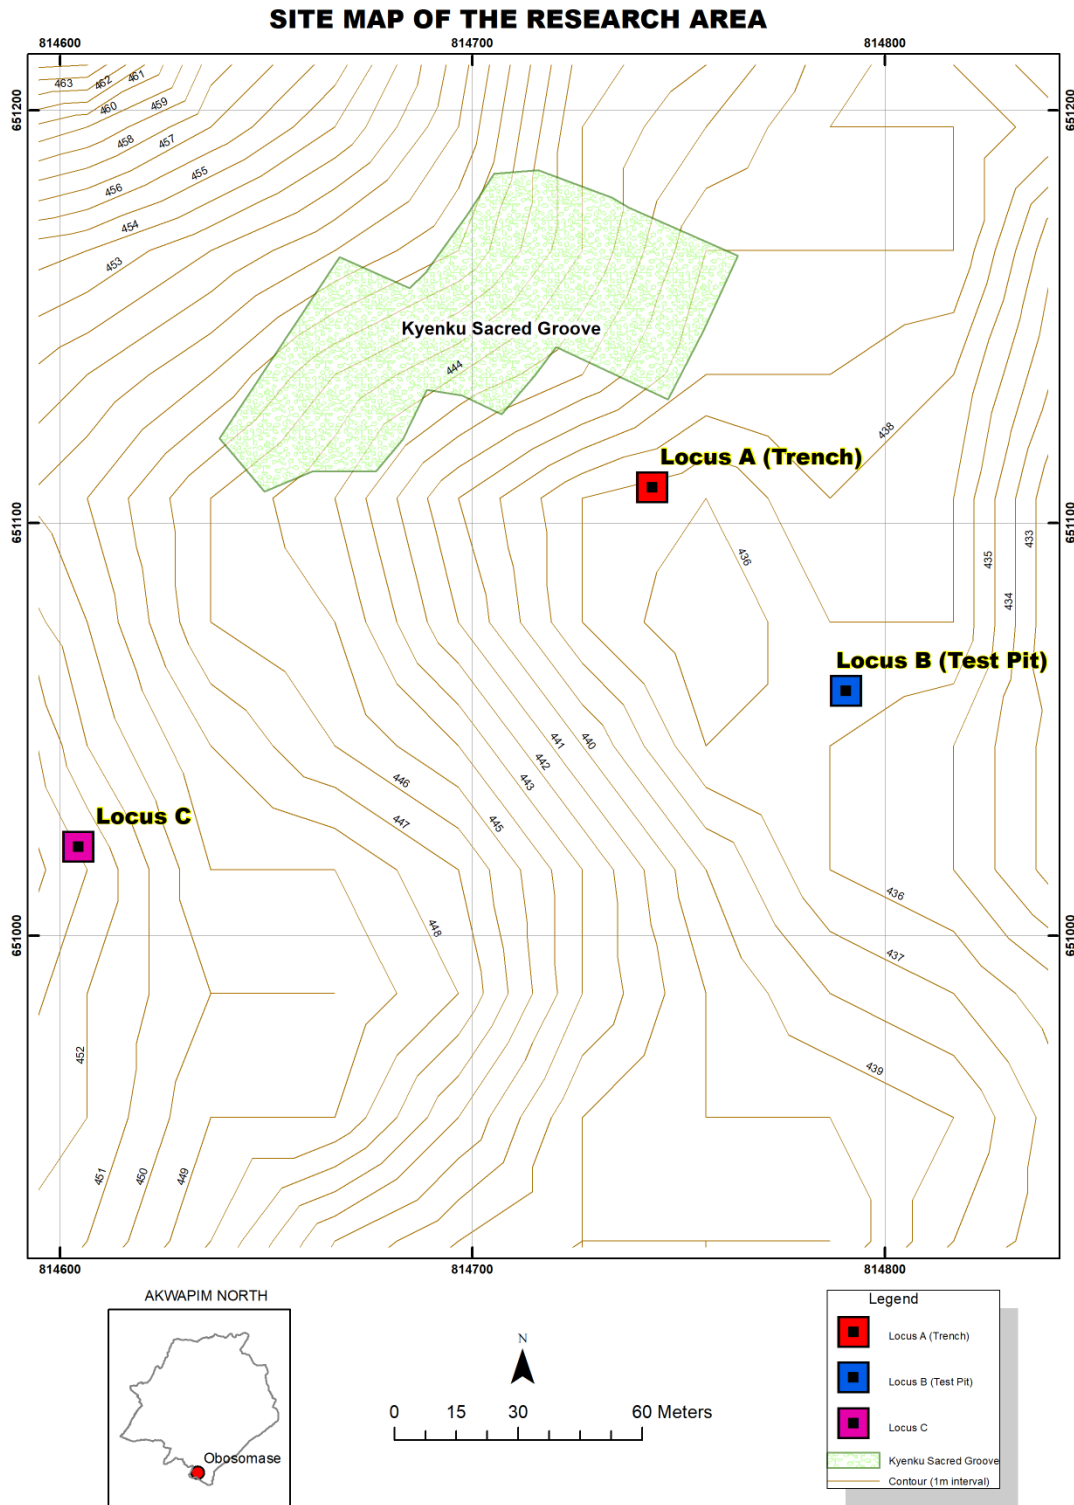 SITE MAP OF THE RESEARCH AREA
814600 814700 814800
651200 651200
463 462 461
460 459
458 457
456 455
454
453
Kyenku Sacred Groove
444
438
Locus A (Trench)
651100 651100
436 435 433
434
Locus B (Test Pit)
441 440
442
446 443
447 445
Locus C
436
448
651000 651000
437
452
439
451 450 449
814600 814700 814800
AKWAPIM NORTH
Obosomase
N
0 15 30 60 Meters
Legend
Locus A (Trench)
Locus B (Test Pit)
Locus C
Kyenku Sacred Groove
Contour (1m interval)